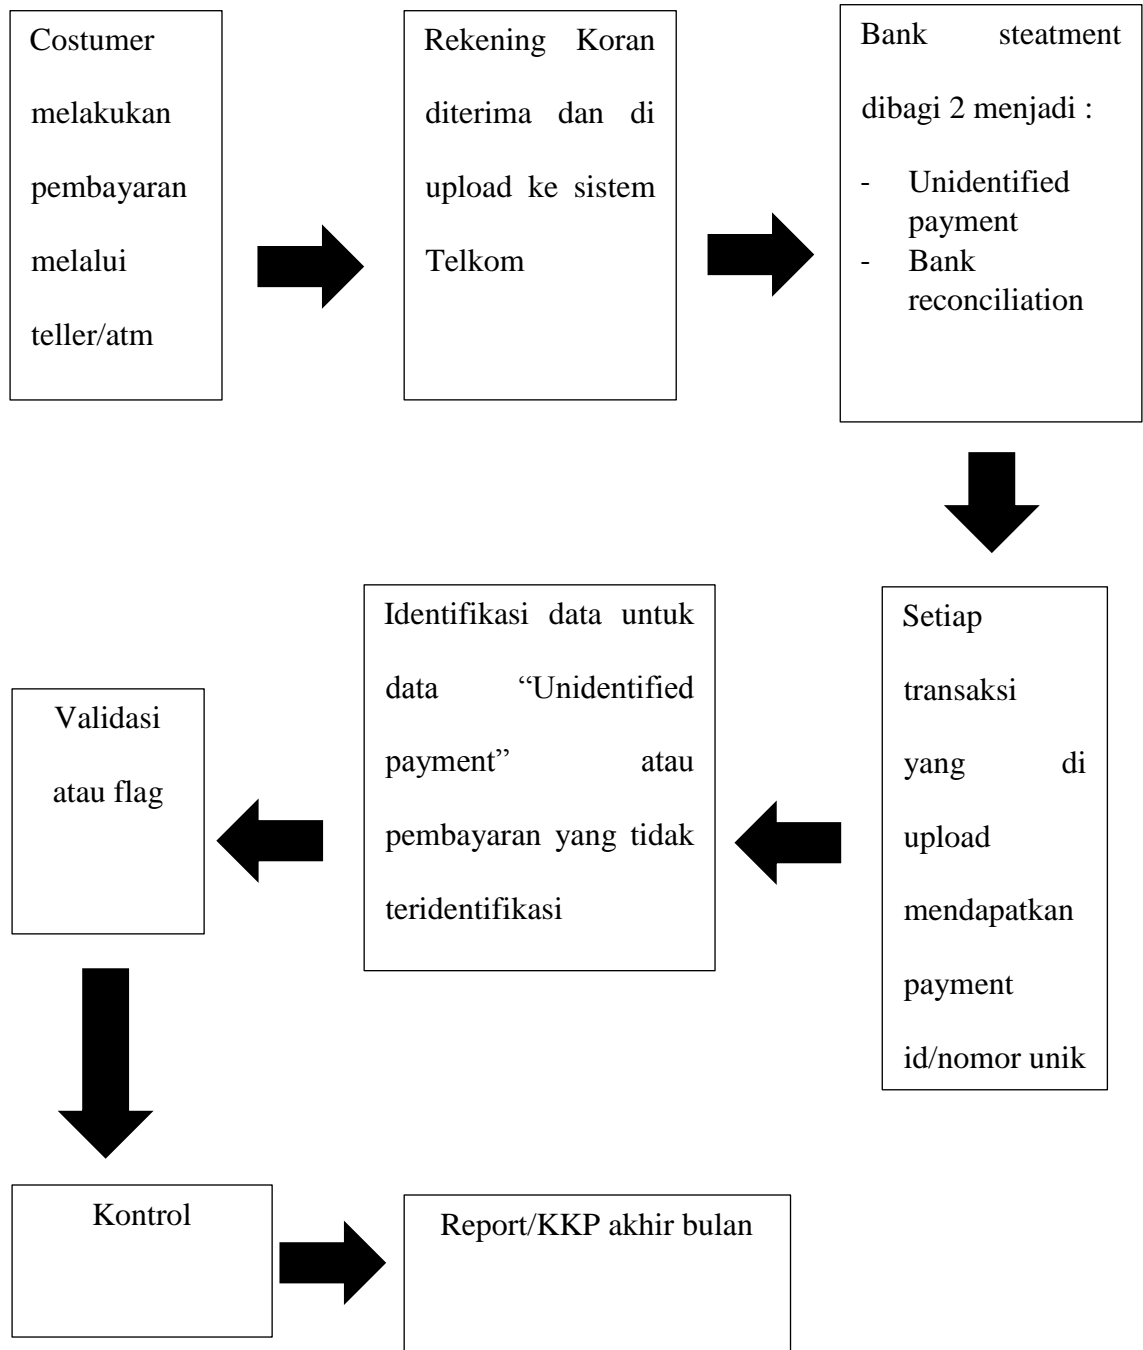 Costumer
melakukan
pembayaran
melalui
teller/atm
Rekening Koran
diterima dan di
upload ke sistem
Telkom
Bank steatment
dibagi 2 menjadi :
- Unidentified
payment
- Bank
reconciliation
Setiap
transaksi
yang di
upload
mendapatkan
payment
id/nomor unik
Identifikasi data untuk
data “Unidentified
payment” atau
pembayaran yang tidak
teridentifikasi
Validasi
atau flag
Kontrol
Report/KKP akhir bulan